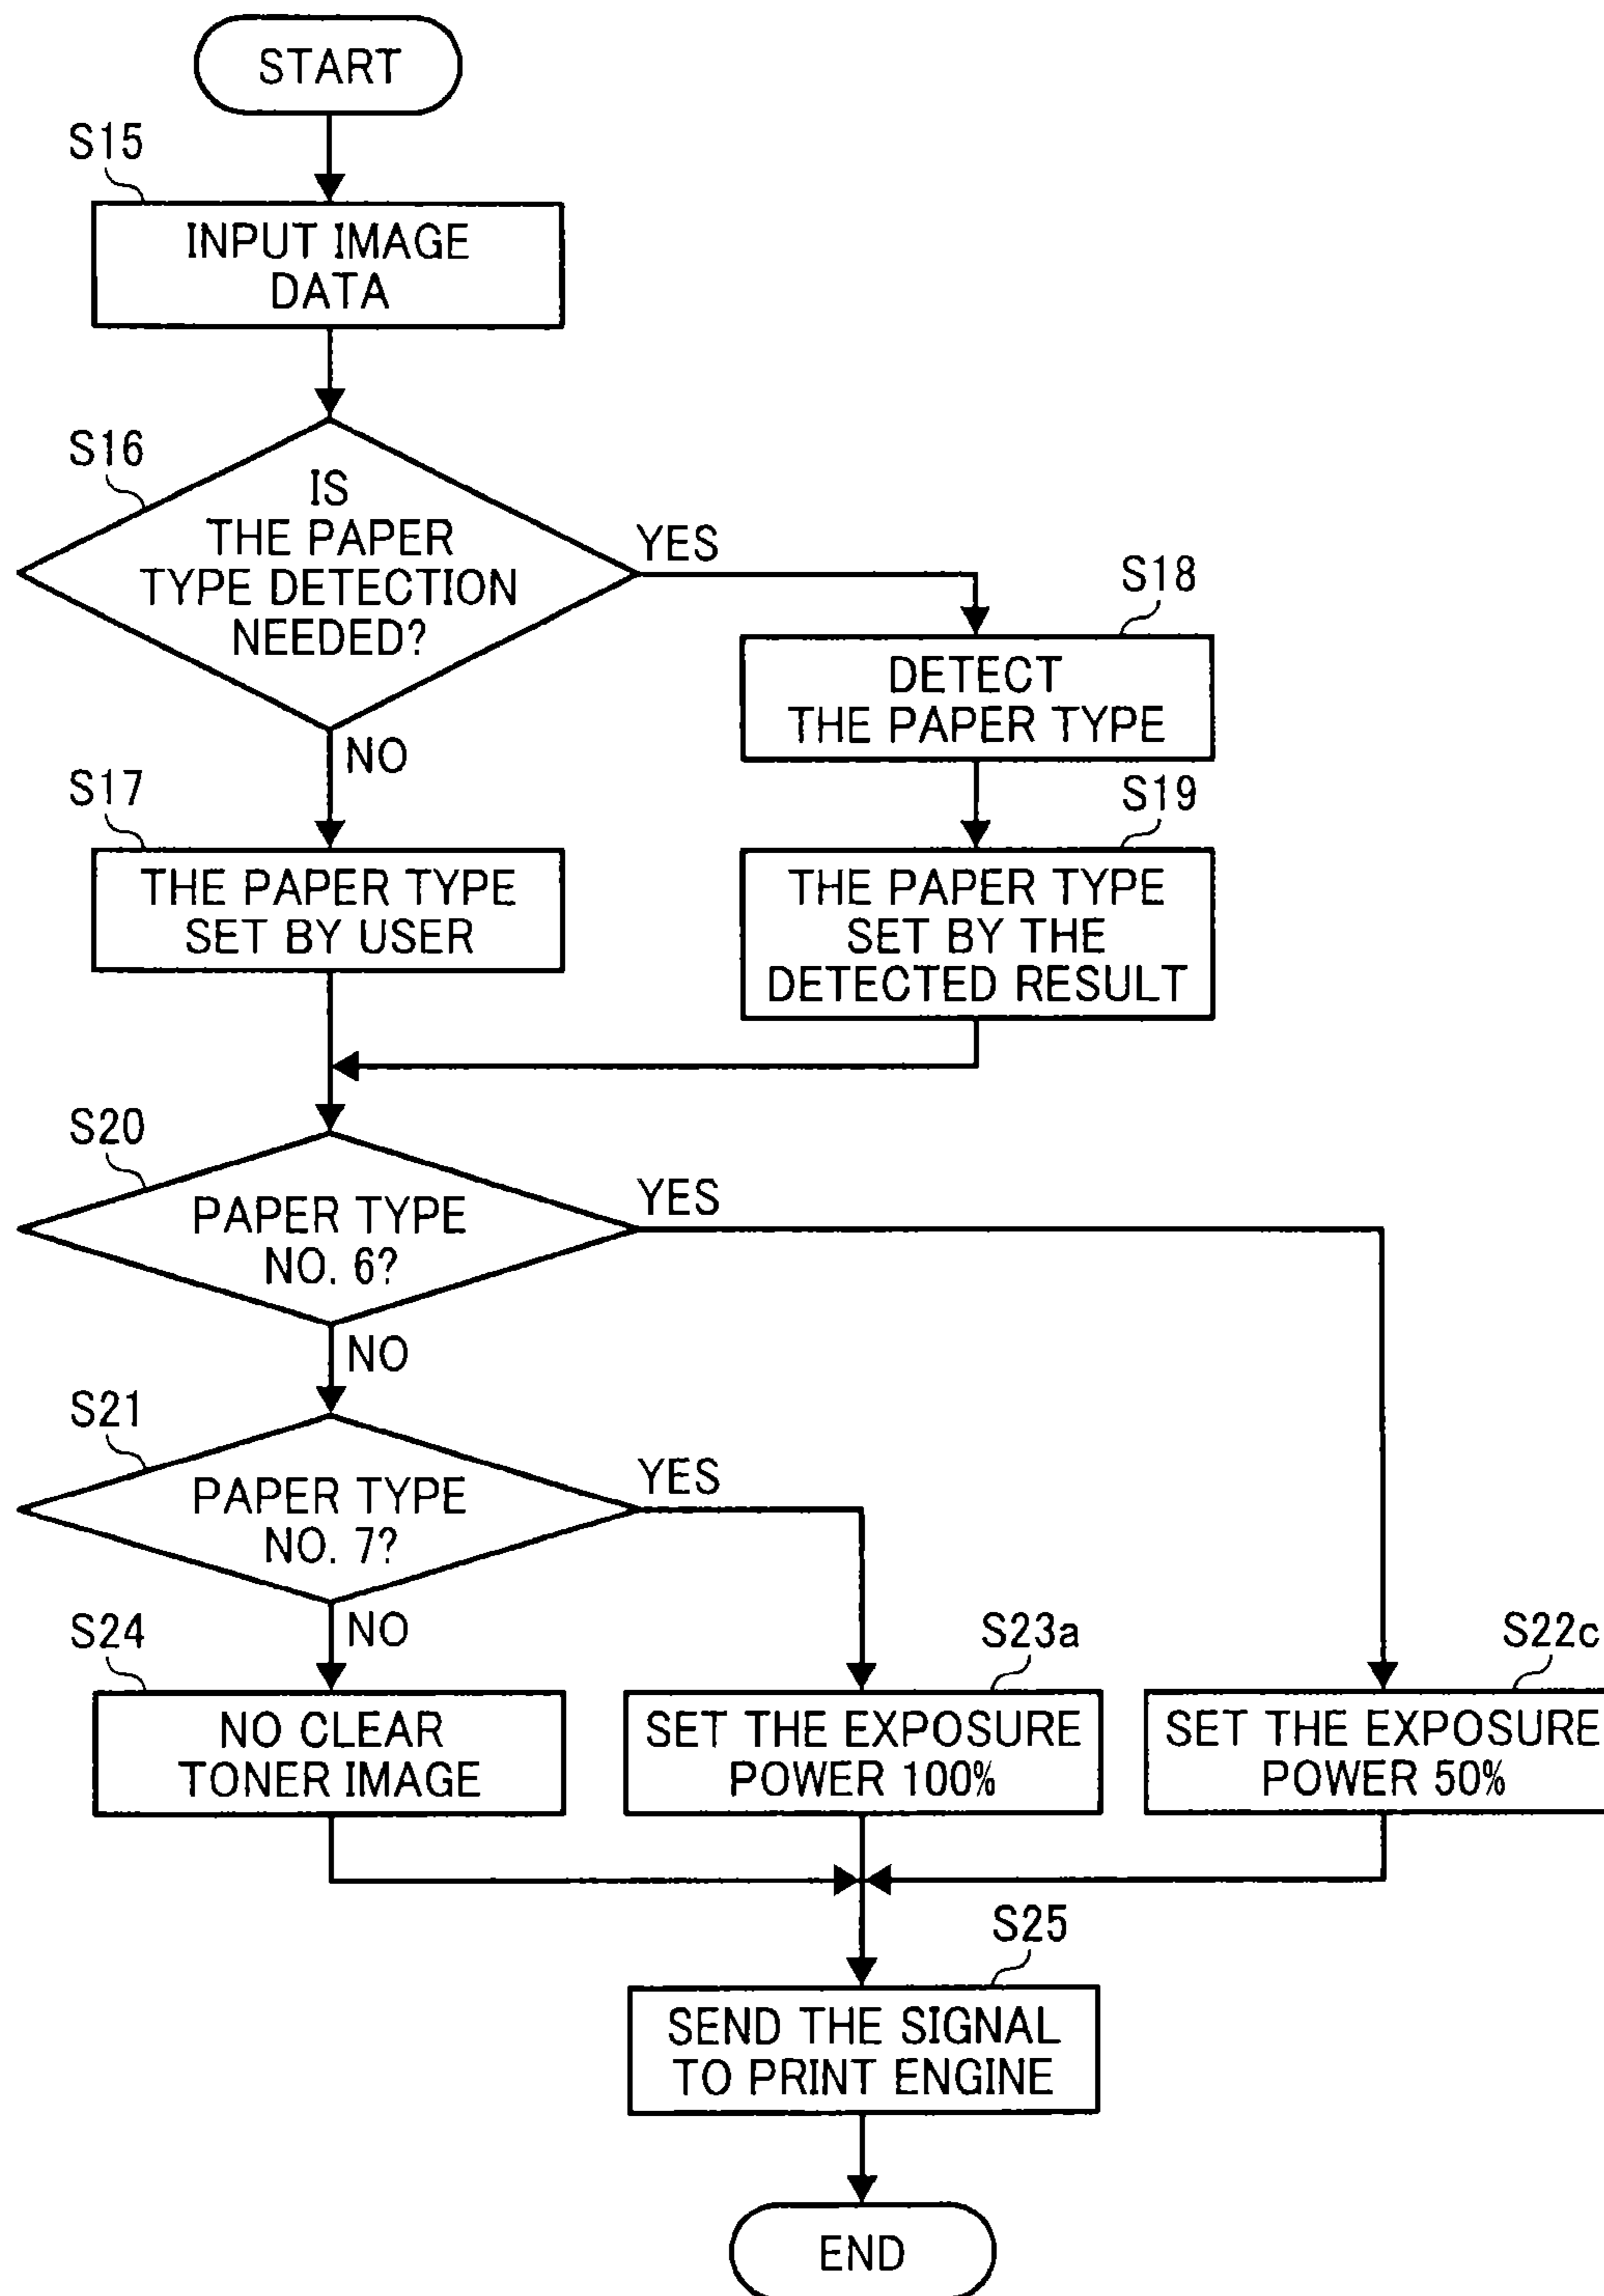 START
S15
INPUT IMAGE
DATA
S16
IS
THE PAPER
TYPE DETECTION
NEEDED?
YES
NO
S18
DETECT
THE PAPER TYPE
S17
THE PAPER TYPE
SET BY USER
S19
THE PAPER TYPE
SET BY THE
DETECTED RESULT
S20
PAPER TYPE
NO. 6?
YES
NO
S21
PAPER TYPE
NO. 7?
YES
NO
S24
NO CLEAR
TONER IMAGE
S23a
SET THE EXPOSURE
POWER 100%
S22c
SET THE EXPOSURE
POWER 50%
S25
SEND THE SIGNAL
TO PRINT ENGINE
END